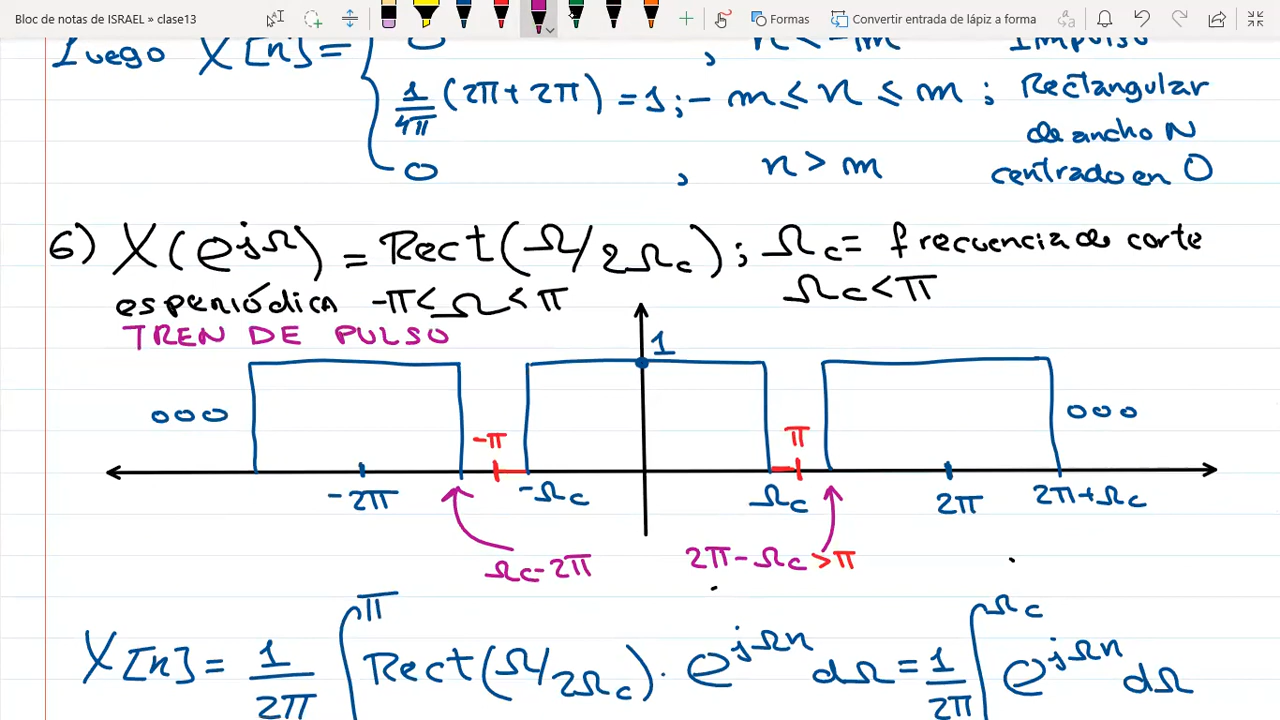 Bloc de notas de ISRAEL » clase13
Formas
Convertir entrada de lápiz a forma
Luego X[n] = { 0 , n < -m Impulso
1/4π (2π + 2π) = 1 ; - m ≤ n ≤ m ; Rectangular
de ancho N
0 , n > m centrado en 0
6) X(e^jΩ) = Rect(Ω/2Ωc) ; Ωc = frecuencia de corte
es periódica -π < Ω < π Ωc < π
TREN DE PULSO
1
ooo ooo
-π π
-2π -Ωc Ωc 2π 2π+Ωc
Ωc-2π 2π-Ωc >π
X[n] = 1/2π ∫^π Rect(Ω/2Ωc) · e^jΩn dΩ = 1/2π ∫^Ωc e^jΩn dΩ